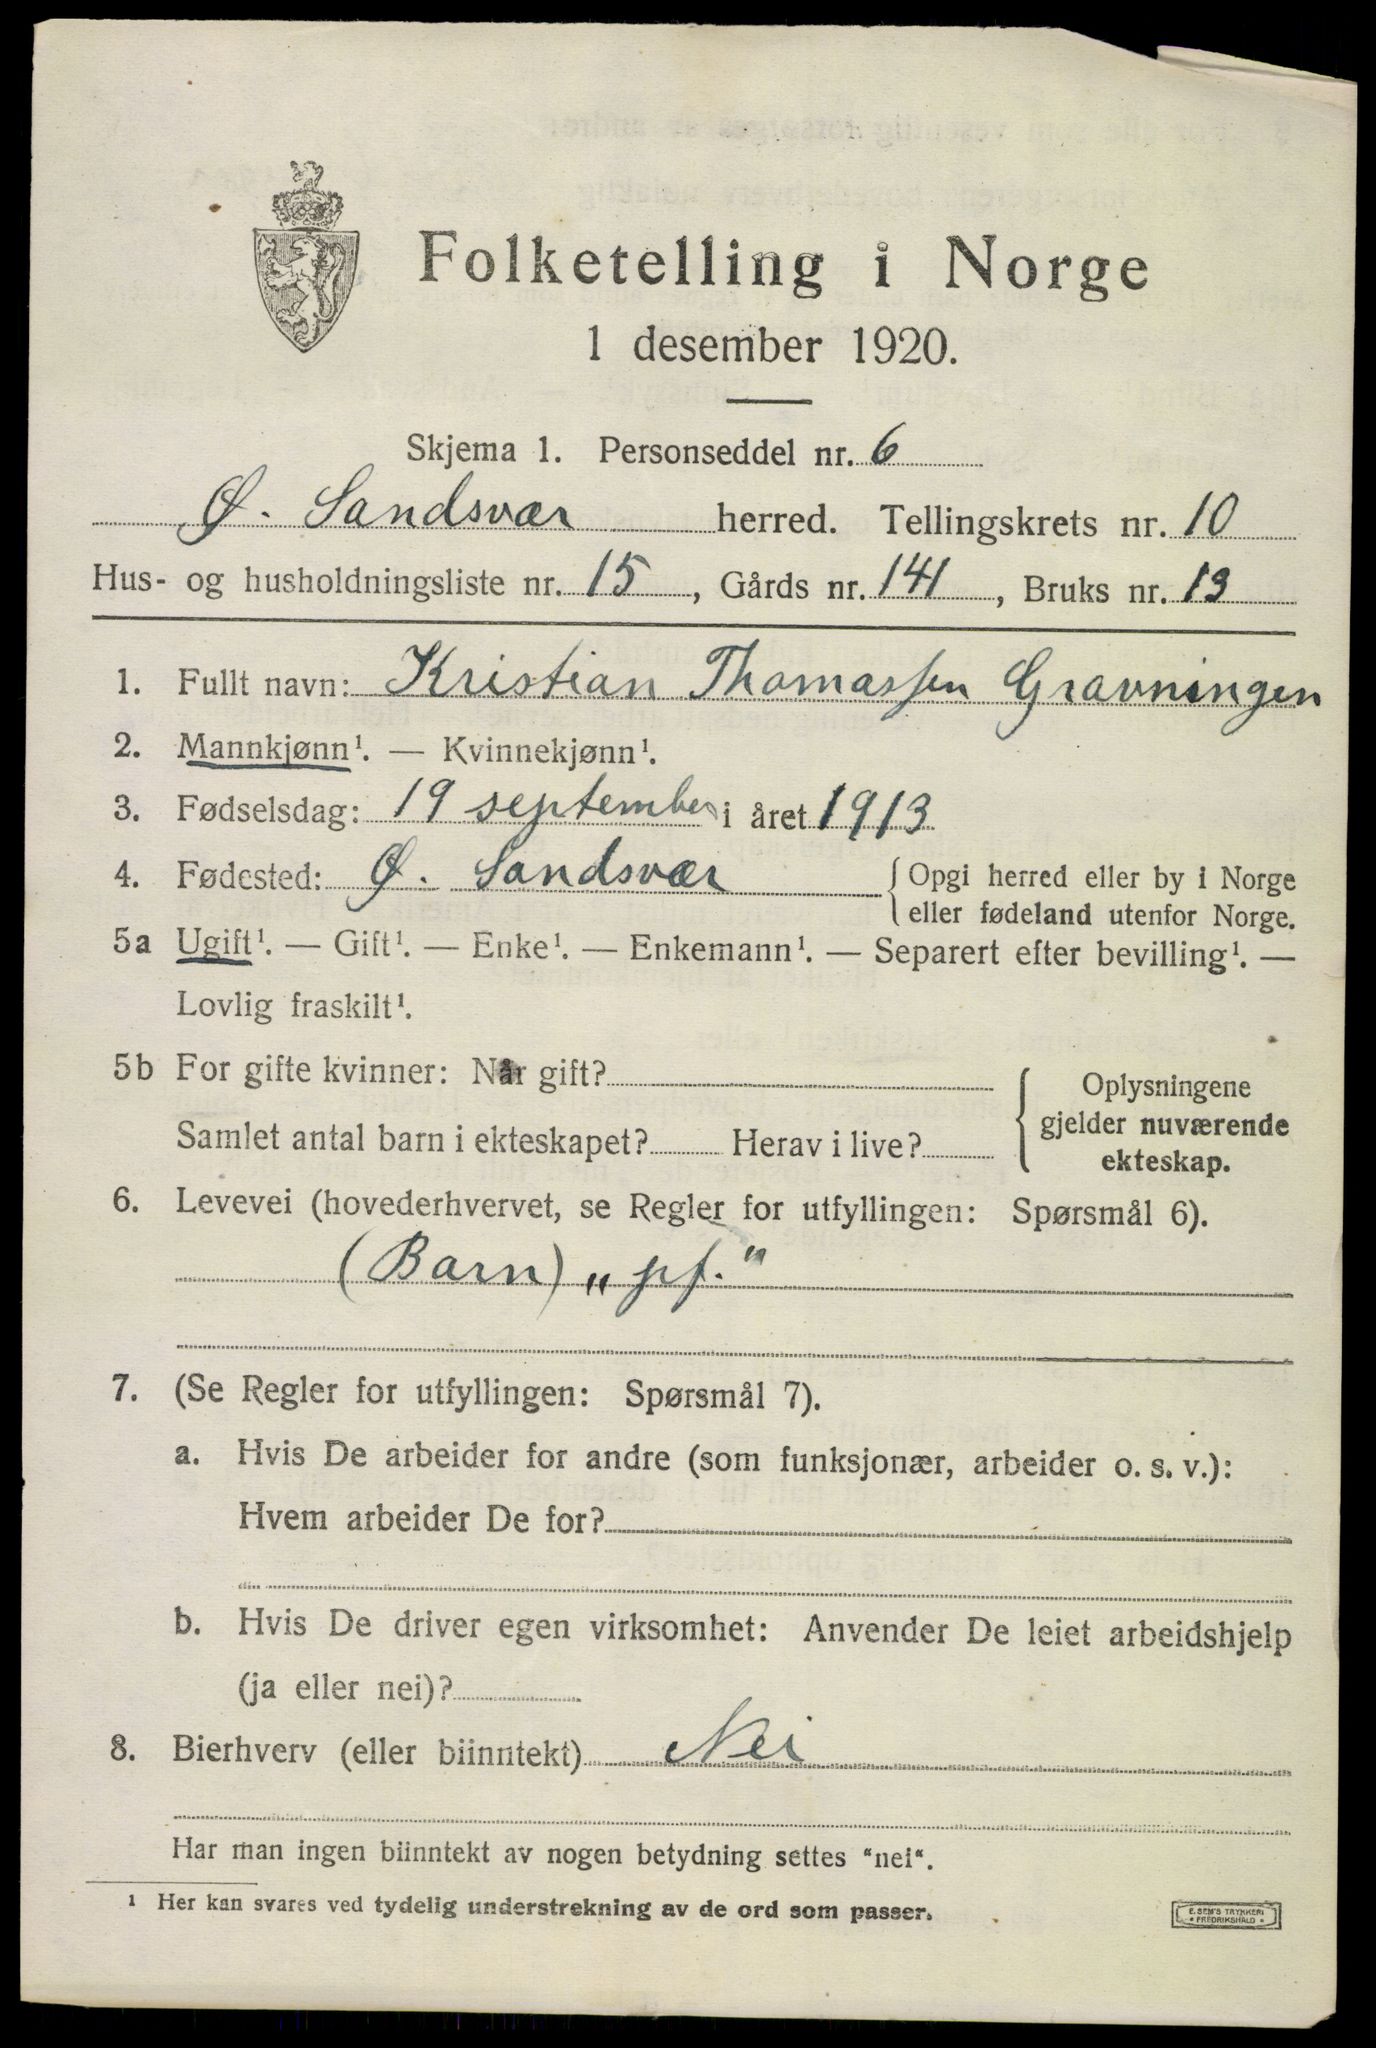 Folketelling i Norge
1 desember 1920.
Skjema 1. Personseddel nr. 6
Ø. Sandsvær herred. Tellingskrets nr. 10
Hus- og husholdningsliste nr. 15, Gårds nr. 141, Bruks nr. 13
1. Fullt navn: Kristian Thomassen Gravningen
2. Mannkjønn¹. — Kvinnekjønn¹.
3. Fødselsdag: 19 september i året 1913
4. Fødested: Ø. Sandsvær { Opgi herred eller by i Norge
eller fødeland utenfor Norge.
5a Ugift¹. — Gift¹. — Enke¹. — Enkemann¹. — Separert efter bevilling¹. —
Lovlig fraskilt¹.
5b For gifte kvinner: Når gift?
Samlet antal barn i ekteskapet? Herav i live?
{ Oplysningene
gjelder nuværende
ekteskap.
6. Levevei (hovederhvervet, se Regler for utfyllingen: Spørsmål 6).
(Barn) „pf."
7. (Se Regler for utfyllingen: Spørsmål 7).
a. Hvis De arbeider for andre (som funksjonær, arbeider o. s. v.):
Hvem arbeider De for?
b. Hvis De driver egen virksomhet: Anvender De leiet arbeidshjelp
(ja eller nei)?
8. Bierhverv (eller biinntekt) Nei
Har man ingen biinntekt av nogen betydning settes "nei".
¹ Her kan svares ved tydelig understrekning av de ord som passer.
E. SEM'S TRYKKERI
• FREDRIKSHALD •